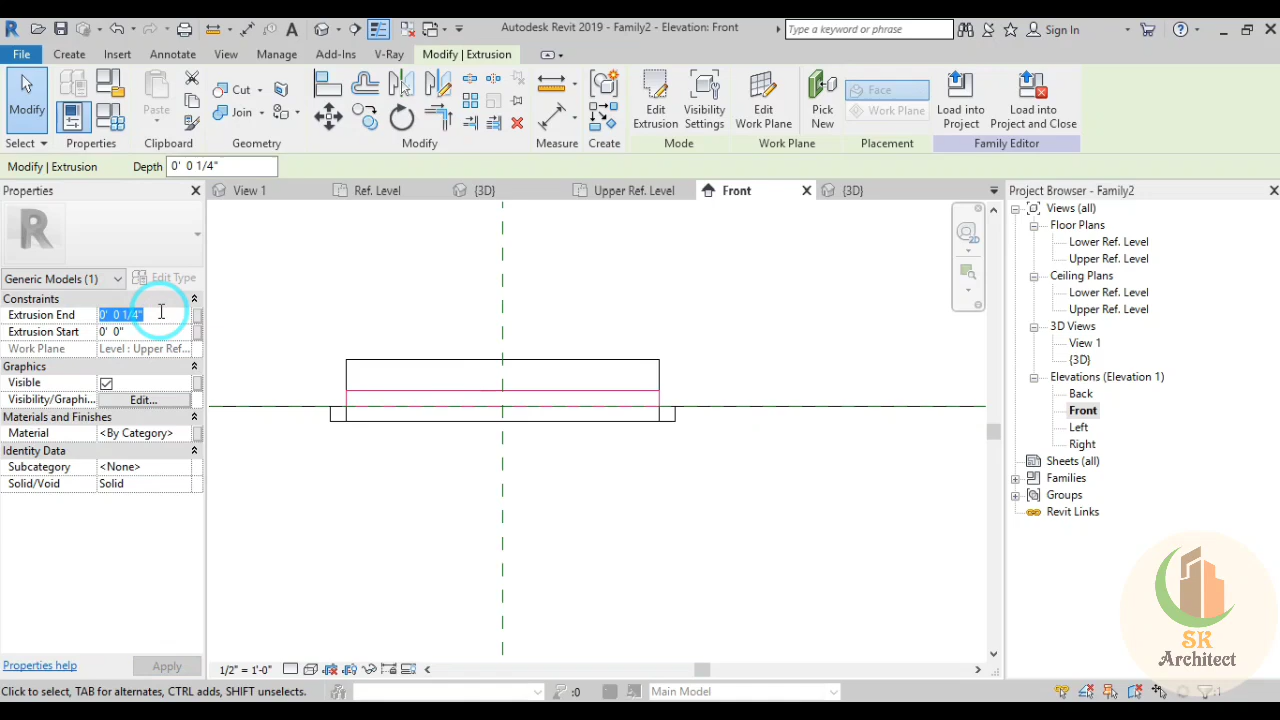 Autodesk Revit 2019 - Family2 - Elevation: Front
Type a keyword or phrase
Sign In
File Create Insert Annotate View Manage Add-Ins V-Ray Modify | Extrusion
Modify
Paste
Cut
Join
Edit Extrusion
Visibility Settings
Edit Work Plane
Pick New
Face
Work Plane
Load into Project
Load into Project and Close
Select Properties Clipboard Geometry Modify Measure Create Mode Work Plane Placement Family Editor
Modify | Extrusion Depth 0' 0 1/4"
Properties
View 1 Ref. Level {3D} Upper Ref. Level Front {3D}
Generic Models (1) Edit Type
Constraints
Extrusion End 0' 0 1/4"
Extrusion Start 0' 0"
Work Plane Level : Upper Ref...
Graphics
Visible
Visibility/Graphi... Edit...
Materials and Finishes
Material <By Category>
Identity Data
Subcategory <None>
Solid/Void Solid
Properties help Apply
2D
1/2" = 1'-0"
Project Browser - Family2
Views (all)
Floor Plans
Lower Ref. Level
Upper Ref. Level
Ceiling Plans
Lower Ref. Level
Upper Ref. Level
3D Views
View 1
{3D}
Elevations (Elevation 1)
Back
Front
Left
Right
Sheets (all)
Families
Groups
Revit Links
SK
Architect
Click to select, TAB for alternates, CTRL adds, SHIFT unselects.
:0
Main Model
:1